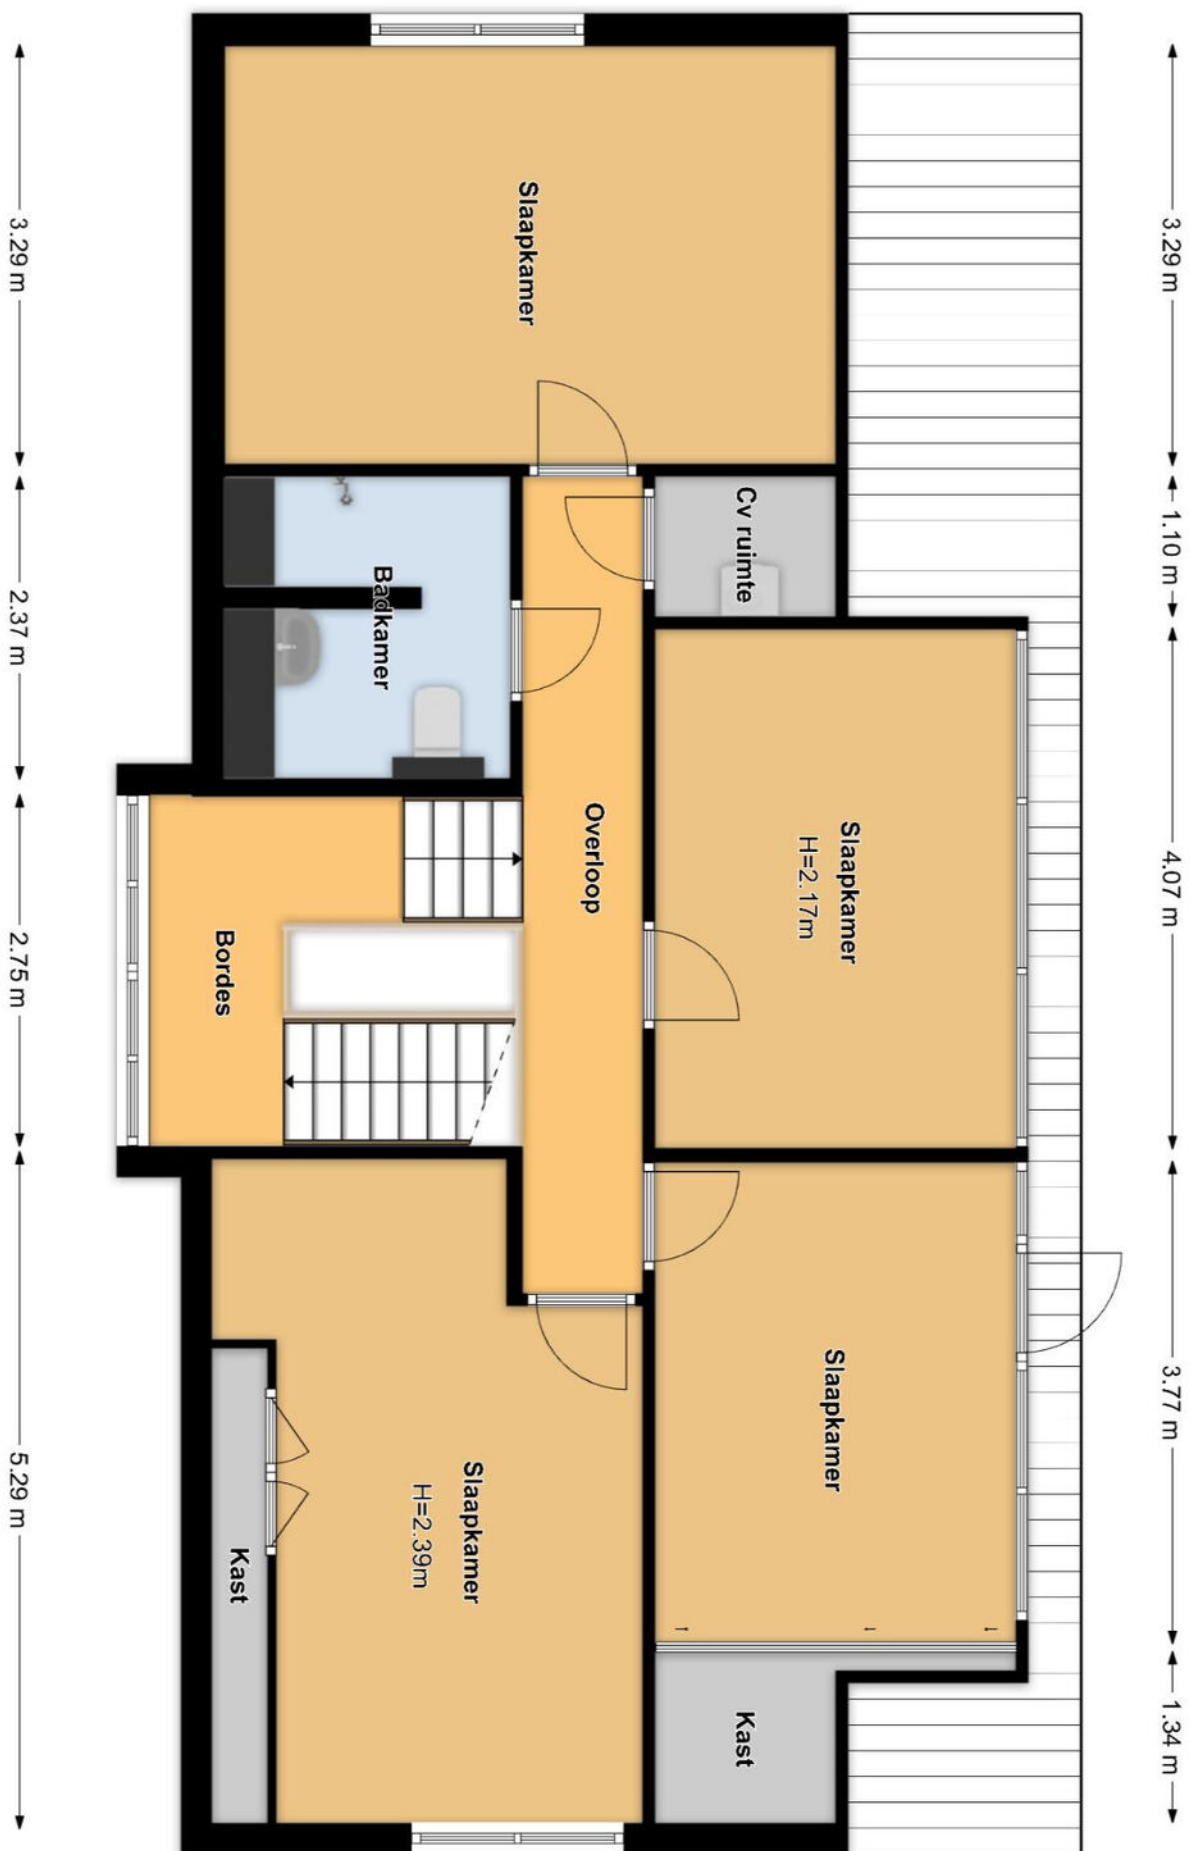 3.29 m
1.10 m
4.07 m
3.77 m
1.34 m
Slaapkamer
Cv ruimte
Slaapkamer
H=2.17m
Slaapkamer
Kast
Overloop
Badkamer
Bordes
Slaapkamer
H=2.39m
Kast
3.29 m
2.37 m
2.75 m
5.29 m